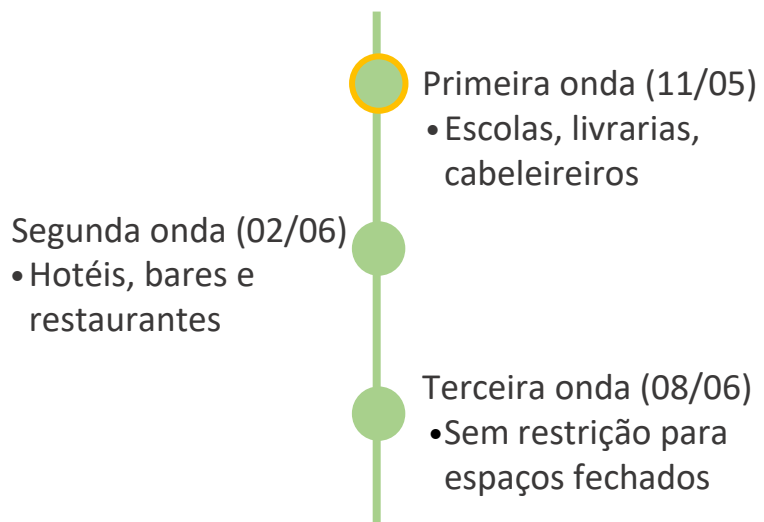 Primeira onda (11/05)
•Escolas, livrarias,
cabeleireiros
Segunda onda (02/06)
•Hotéis, bares e
restaurantes
Terceira onda (08/06)
•Sem restrição para
espaços fechados